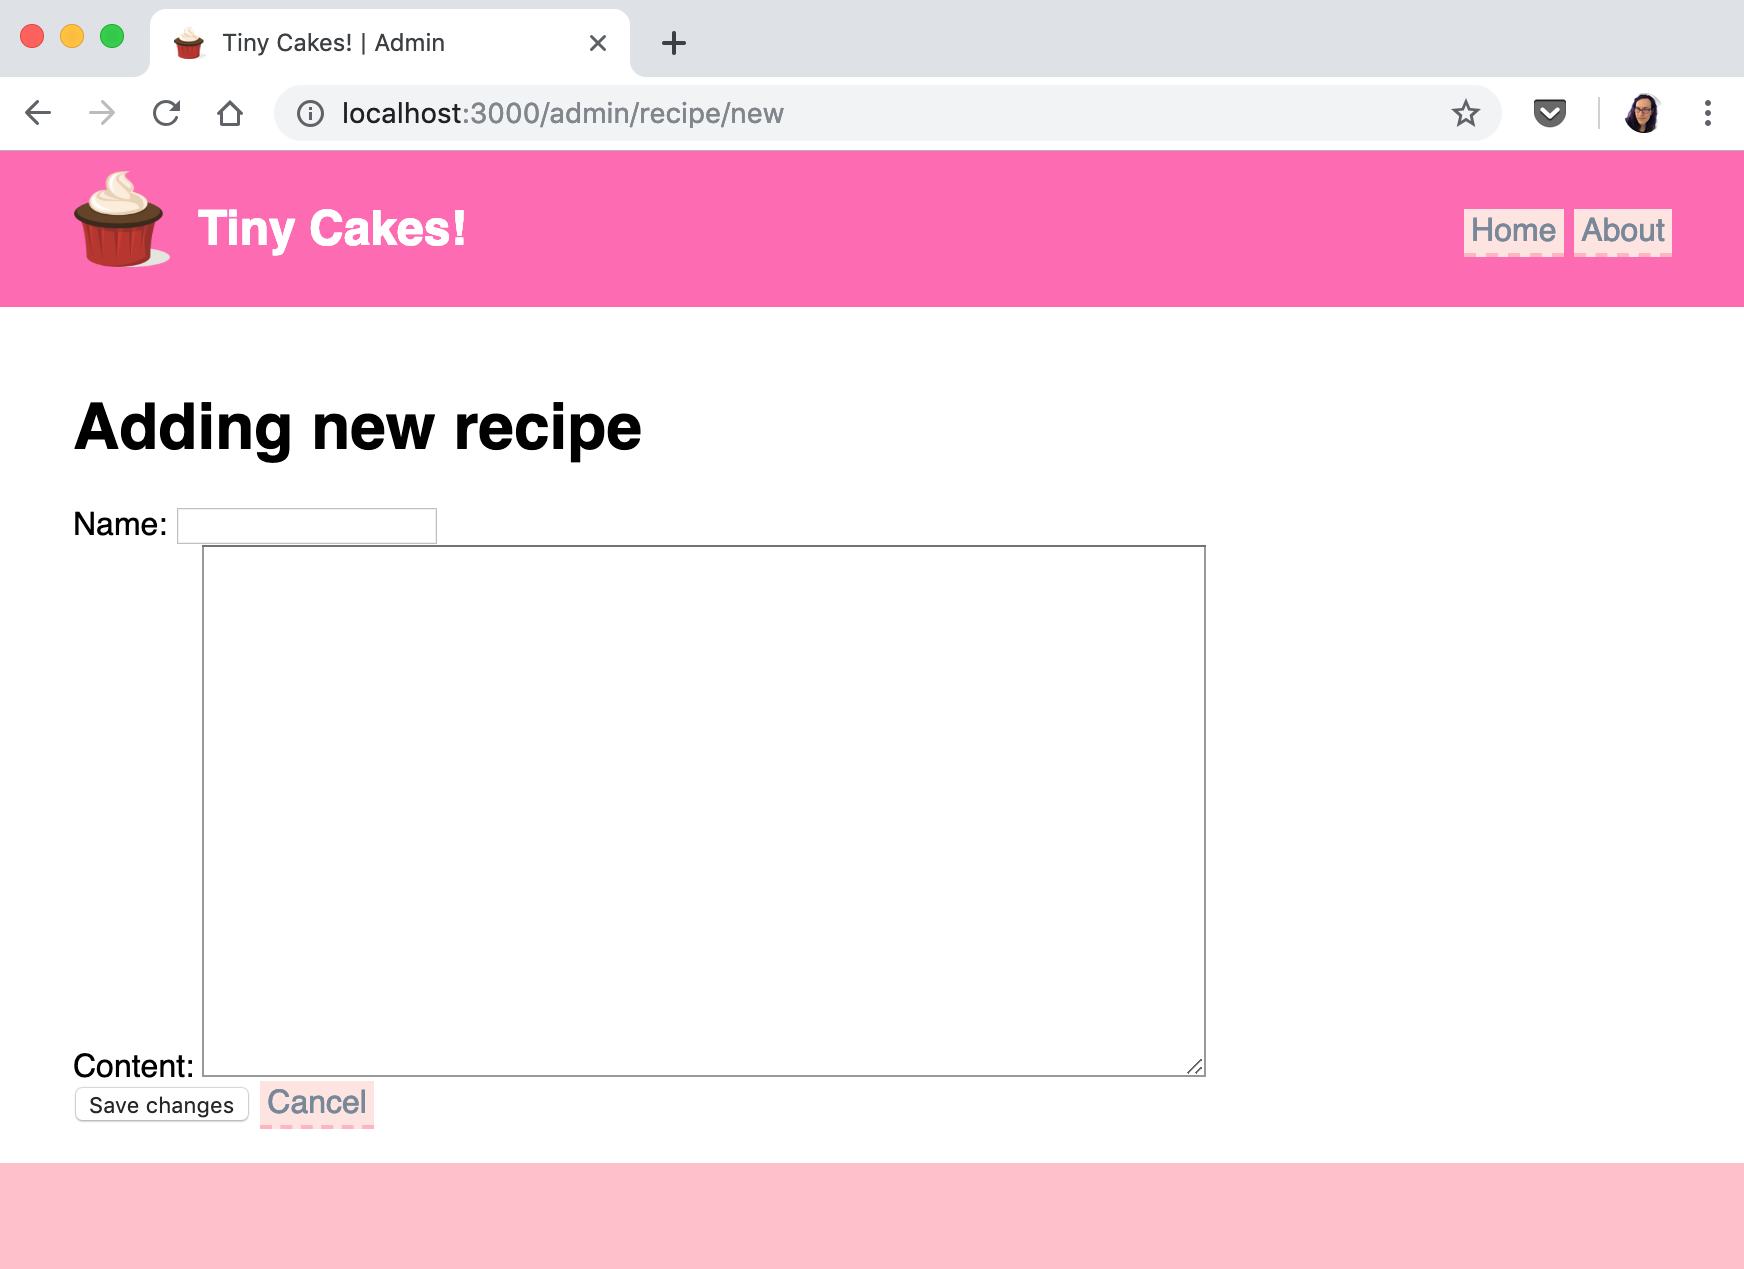 Tiny Cakes! | Admin
localhost:3000/admin/recipe/new
Tiny Cakes!
Home About
Adding new recipe
Name:
Content:
Save changes Cancel